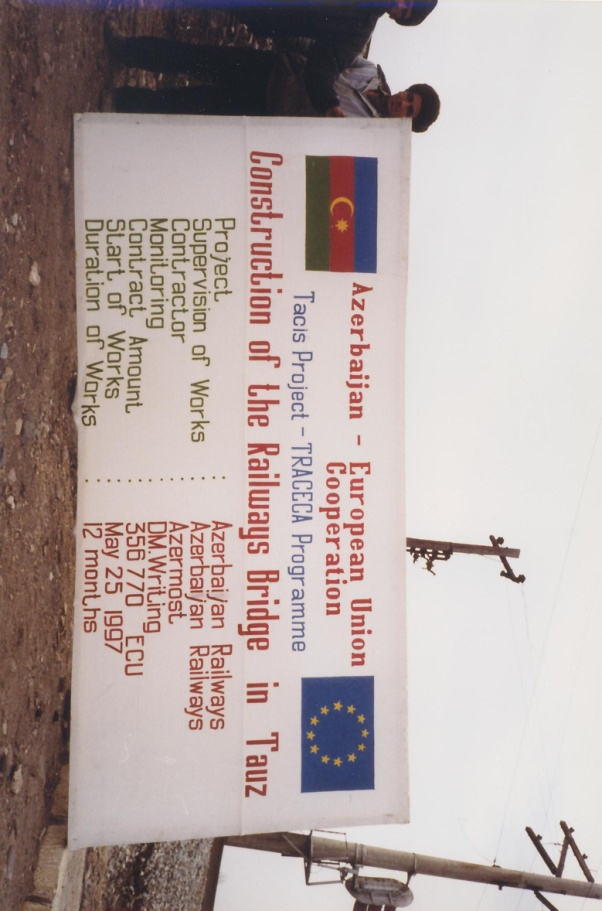 Azerbaijan - European Union
Cooperation
Tacis Project - TRACECA Programme
Construction of the Railways Bridge in Tauz
Project : Azerbaijan Railways
Supervision of Works : Azerbaijan Railways
Contractor : Azermost
Monitoring : DM.Writing
Contract Amount : 356 770 ECU
Start of Works : May 25 1997
Duration of Works : 12 months